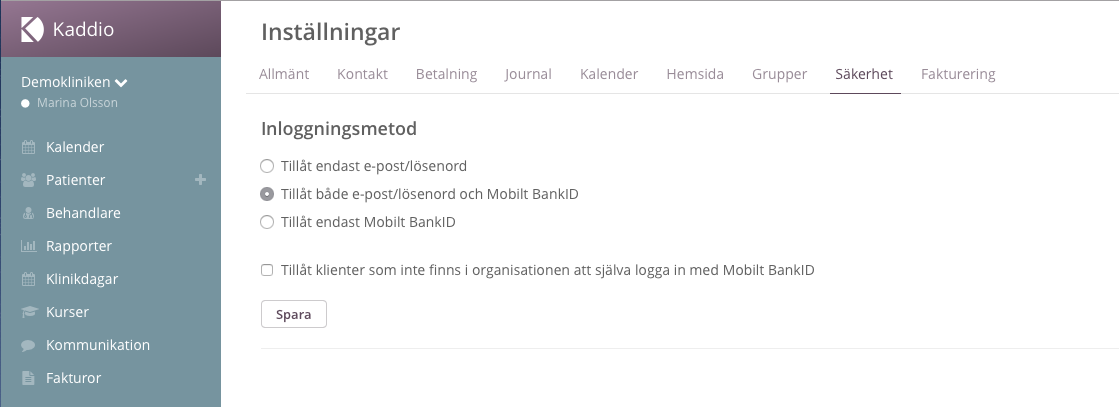 Kaddio
Demokliniken
Marina Olsson
Kalender
Patienter
Behandlare
Rapporter
Klinikdagar
Kurser
Kommunikation
Fakturor
Inställningar
Allmänt Kontakt Betalning Journal Kalender Hemsida Grupper Säkerhet Fakturering
Inloggningsmetod
Tillåt endast e-post/lösenord
Tillåt både e-post/lösenord och Mobilt BankID
Tillåt endast Mobilt BankID
Tillåt klienter som inte finns i organisationen att själva logga in med Mobilt BankID
Spara